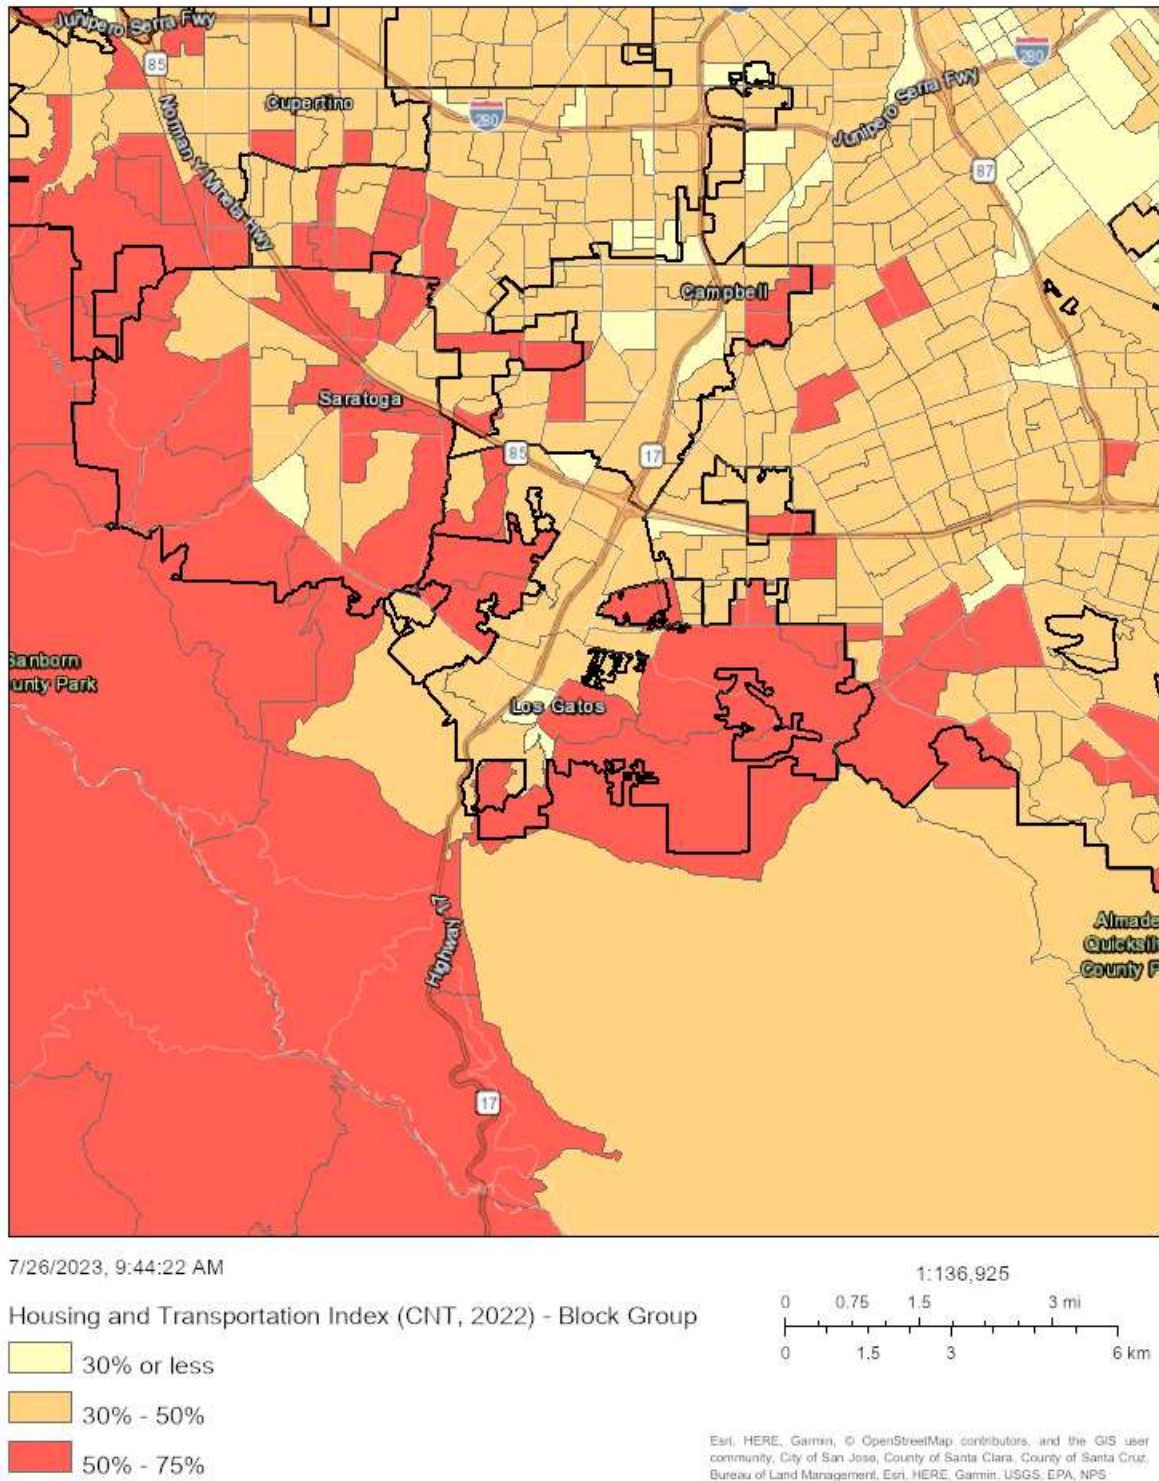 Junipero Serra Fwy
85
280
Cupertino
280
Junipero Serra Fwy
Norman Y Mineta Hwy
87
Campbell
Saratoga
85
17
Sanborn
unty Park
Los Gatos
Highway 17
Almade
Quicksilv
County P
17
7/26/2023, 9:44:22 AM
1:136,925
Housing and Transportation Index (CNT, 2022) - Block Group
0 0.75 1.5 3 mi
0 1.5 3 6 km
30% or less
30% - 50%
50% - 75%
Esri, HERE, Garmin, © OpenStreetMap contributors, and the GIS user
community, City of San Jose, County of Santa Clara, County of Santa Cruz,
Bureau of Land Management, Esri, HERE, Garmin, USGS, EPA, NPS